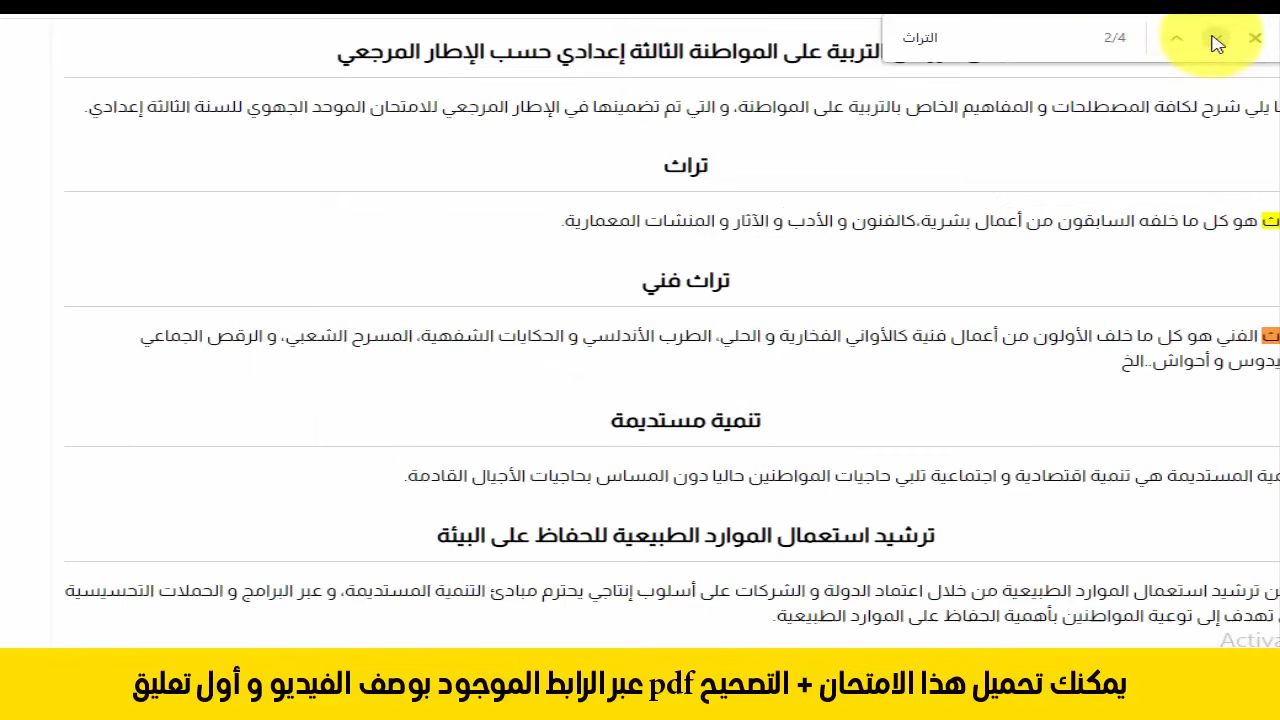 التراث 2/4
التربية على المواطنة الثالثة إعدادي حسب الإطار المرجعي
يلي شرح لكافة المصطلحات و المفاهيم الخاص بالتربية على المواطنة، و التي تم تضمينها في الإطار المرجعي للامتحان الموحد الجهوي للسنة الثالثة إعدادي.
تراث
هو كل ما خلفه السابقون من أعمال بشرية،كالفنون و الأدب و الآثار و المنشات المعمارية.
تراث فني
الفني هو كل ما خلف الأولون من أعمال فنية كالأواني الفخارية و الحلي، الطرب الأندلسي و الحكايات الشفهية، المسرح الشعبي، و الرقص الجماعي
يدوس و أحواش..الخ
تنمية مستديمة
مية المستديمة هي تنمية اقتصادية و اجتماعية تلبي حاجيات المواطنين حاليا دون المساس بحاجيات الأجيال القادمة.
ترشيد استعمال الموارد الطبيعية للحفاظ على البيئة
ن ترشيد استعمال الموارد الطبيعية من خلال اعتماد الدولة و الشركات على أسلوب إنتاجي يحترم مبادئ التنمية المستديمة، و عبر البرامج و الحملات التحسيسية
تهدف إلى توعية المواطنين بأهمية الحفاظ على الموارد الطبيعية.
Activa
يمكنك تحميل هذا الامتحان + التصحيح pdf عبر الرابط الموجود بوصف الفيديو و أول تعليق